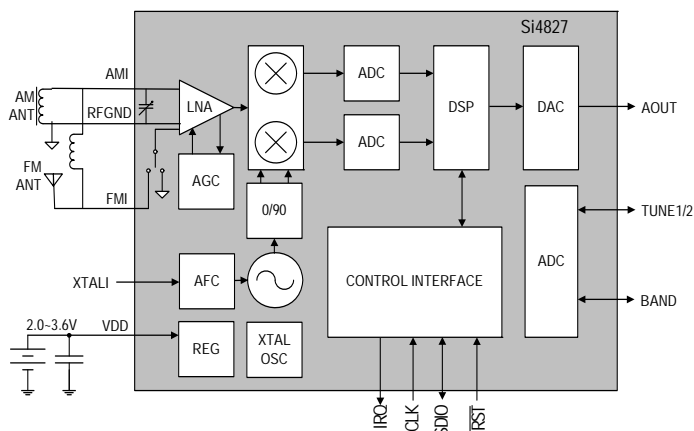 Si4827
AMI
AM
ANT
RFGND
LNA
ADC
DSP
DAC
AOUT
ADC
FM
ANT
AGC
FMI
0/90
TUNE1/2
XTALI
AFC
CONTROL INTERFACE
ADC
BAND
2.0~3.6V
VDD
REG
XTAL
OSC
IRQ
CLK
SDIO
RST